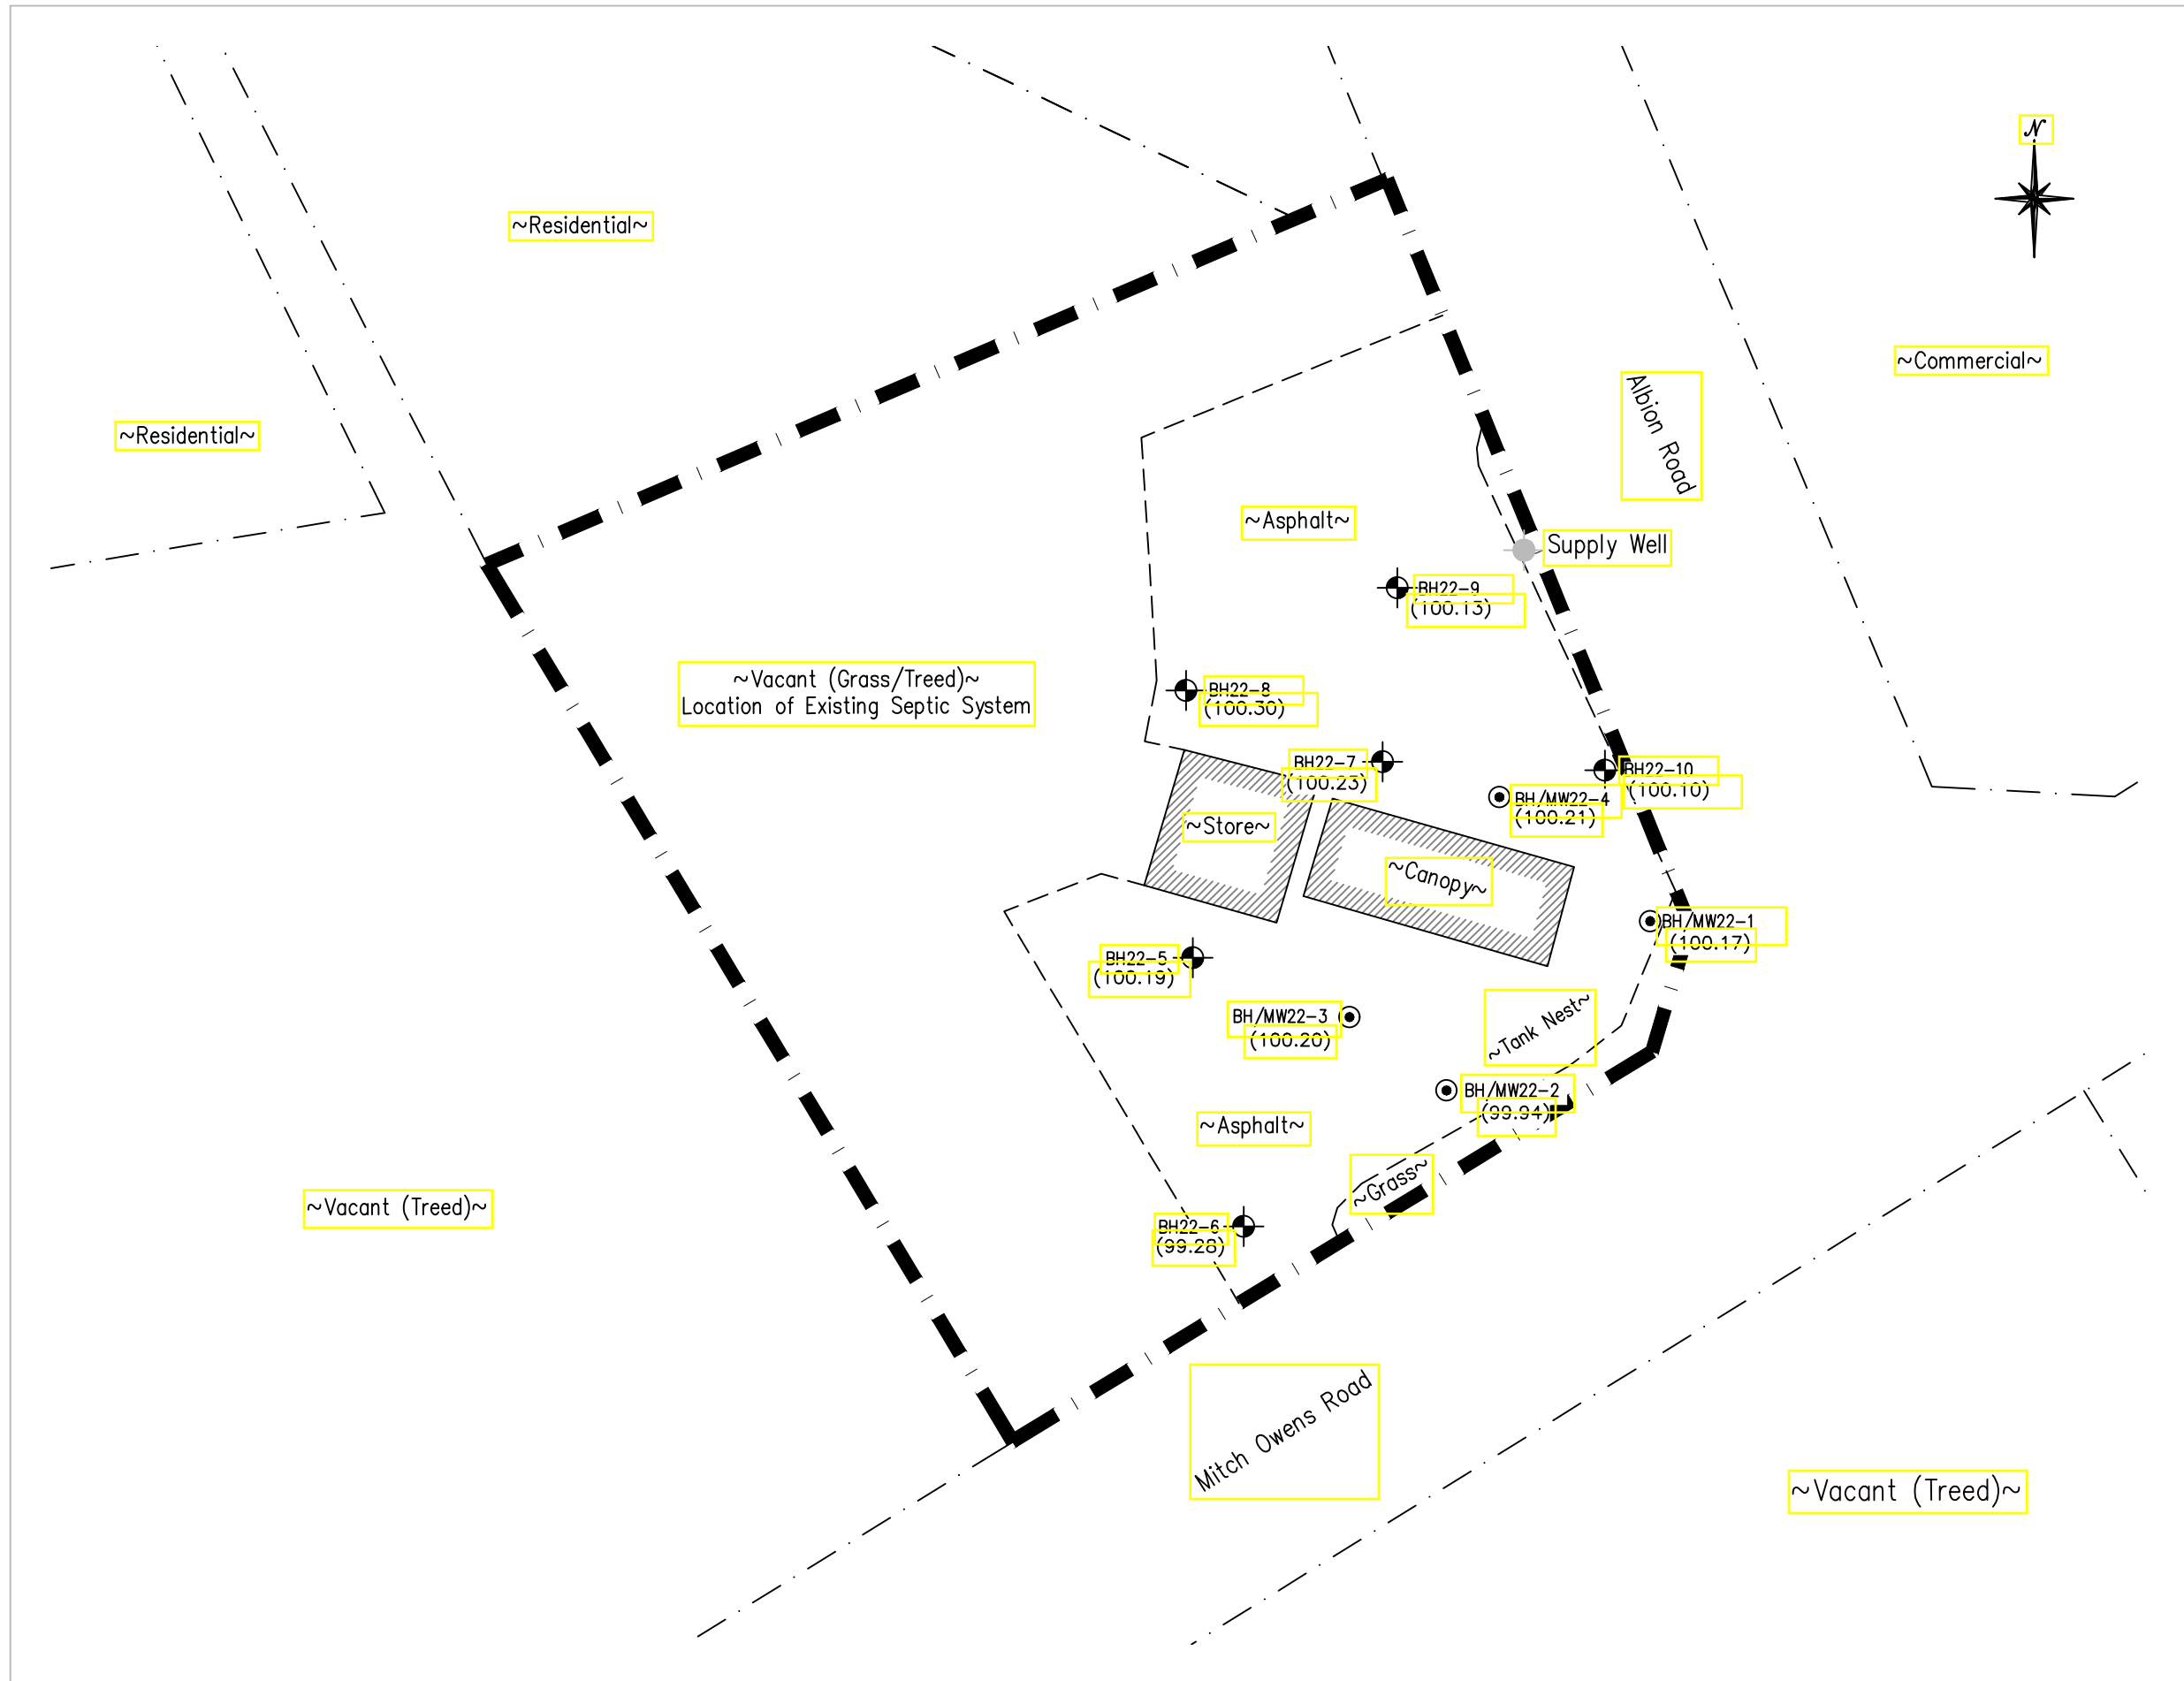 N
~Residential~
~Commercial~
Albion Road
~Residential~
~Asphalt~
Supply Well
BH22-9
(100.13)
~Vacant (Grass/Treed)~
Location of Existing Septic System
BH22-8
(100.30)
BH22-7
(100.23)
BH22-10
(100.10)
BH/MW22-4
(100.21)
~Store~
~Canopy~
BH/MW22-1
(100.17)
BH22-5
(100.19)
BH/MW22-3
(100.20)
~Tank Nest~
BH/MW22-2
(99.94)
~Asphalt~
~Grass~
~Vacant (Treed)~
BH22-6
(99.28)
Mitch Owens Road
~Vacant (Treed)~